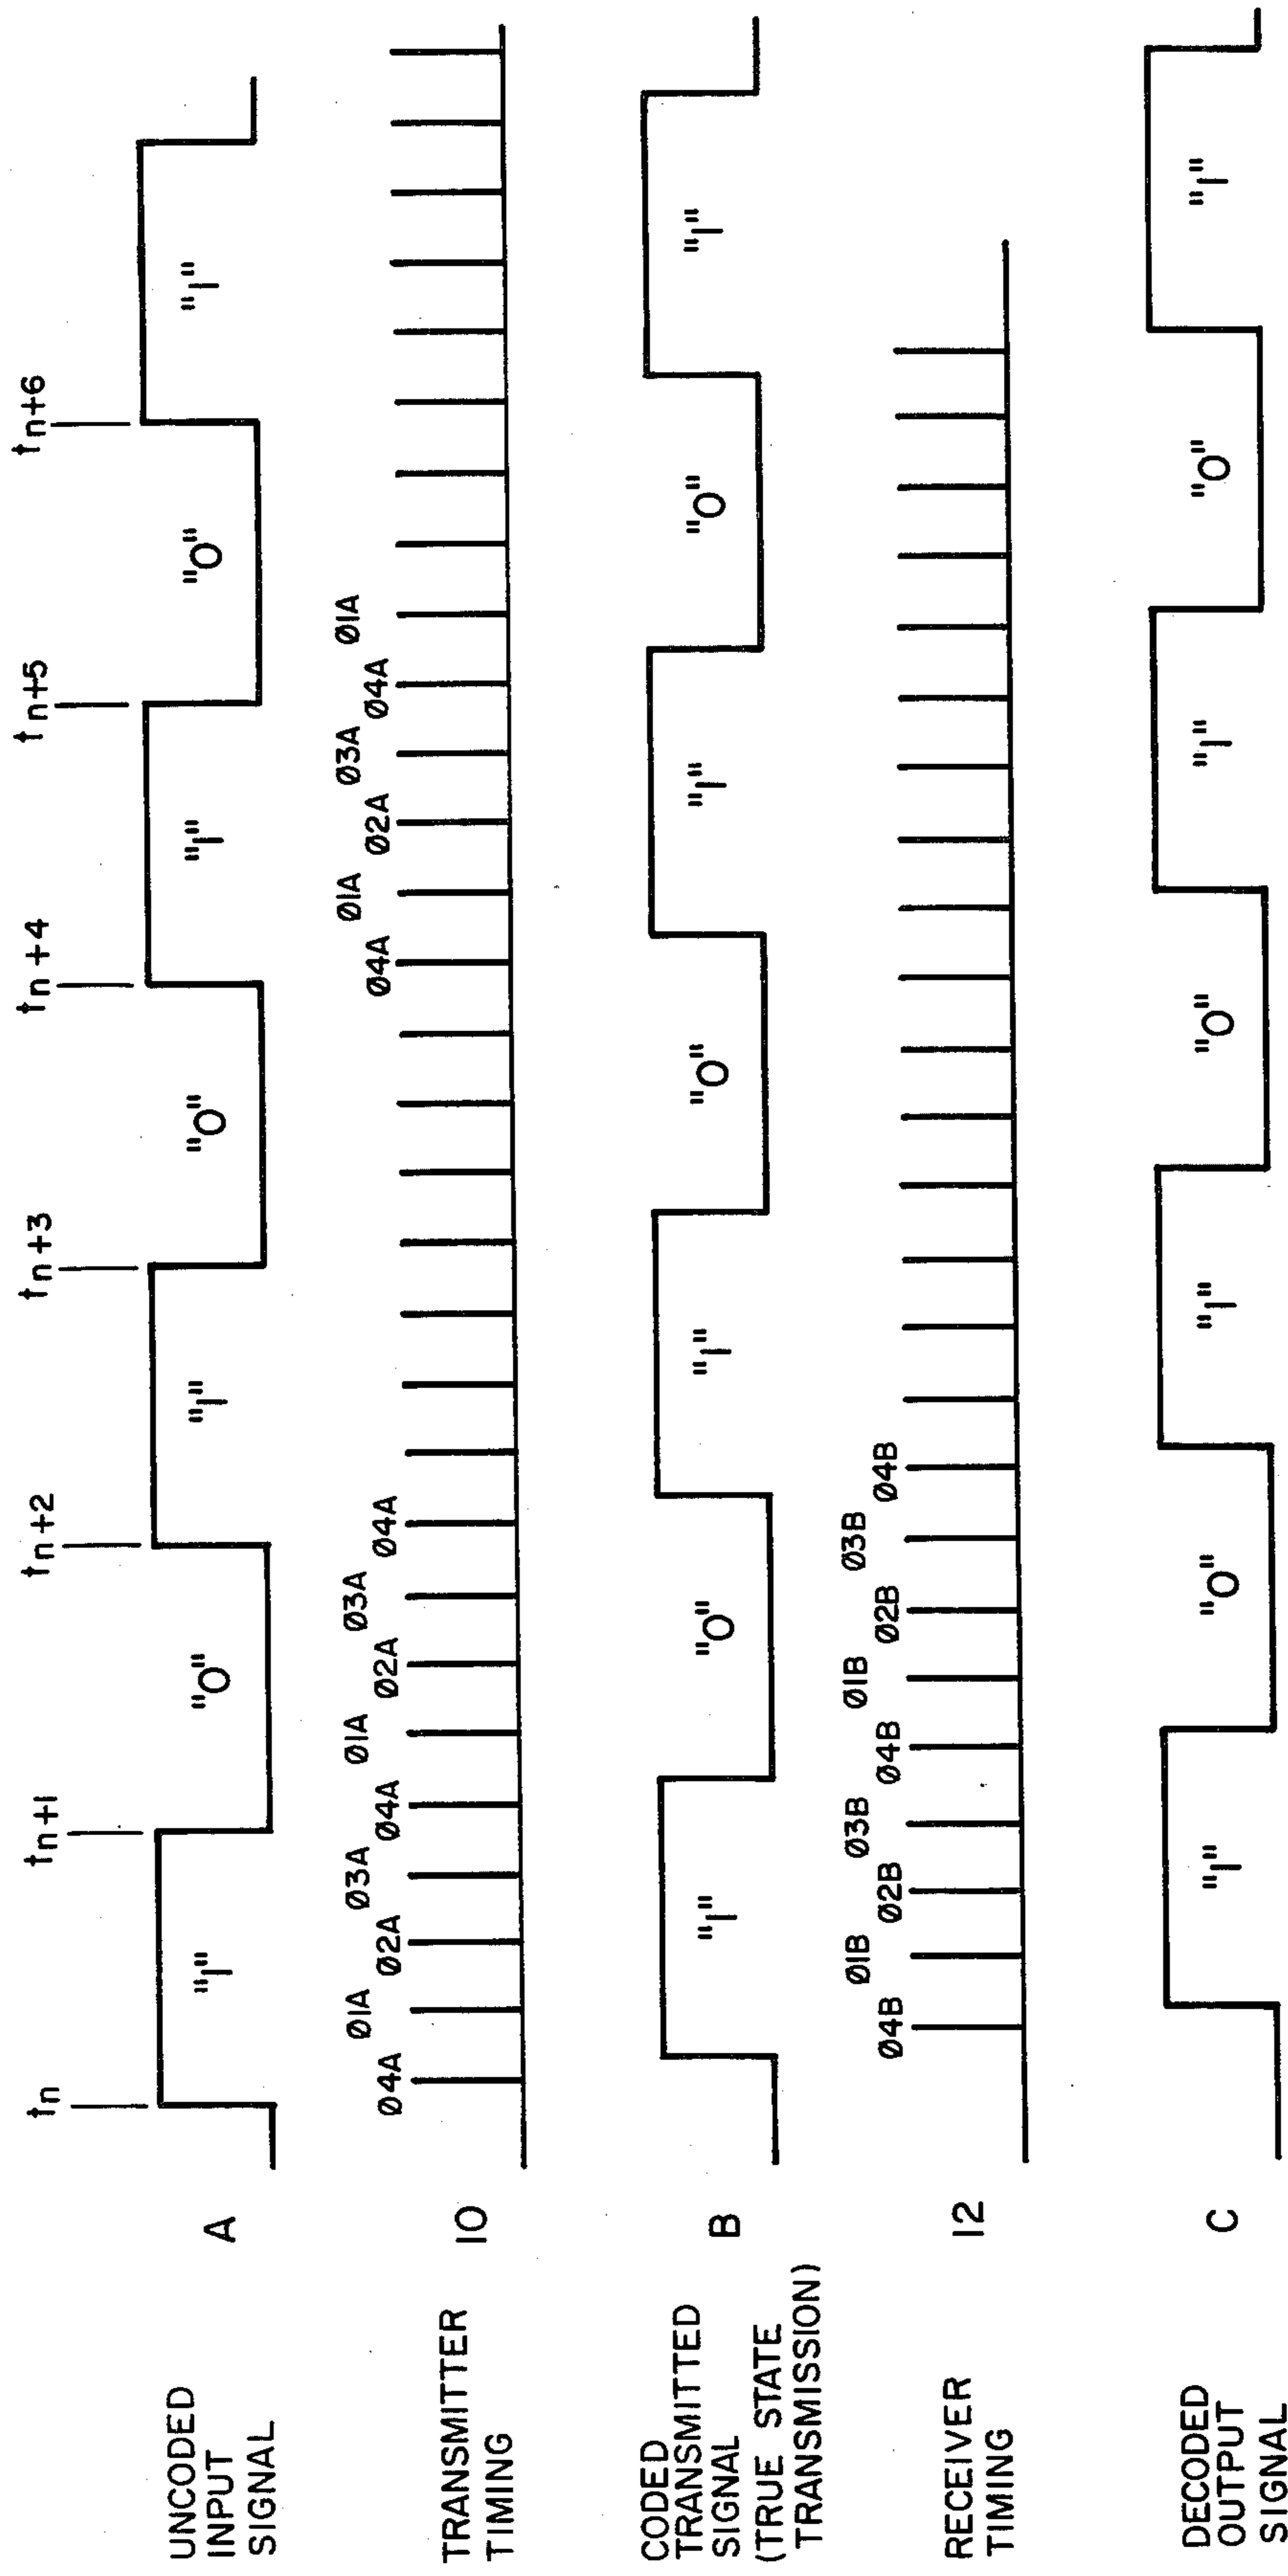 tn tn+1 tn+2 tn+3 tn+4 tn+5 tn+6
UNCODED
INPUT
SIGNAL
A
"1" "0" "1" "0" "1" "0" "1"
Ø4A Ø1A Ø2A Ø3A Ø4A Ø1A Ø2A Ø3A Ø4A Ø4A Ø1A Ø2A Ø3A Ø4A Ø1A
TRANSMITTER
TIMING
10
CODED
TRANSMITTED
SIGNAL
(TRUE STATE
TRANSMISSION)
B
"1" "0" "1" "0" "1" "0" "1"
Ø4B Ø1B Ø2B Ø3B Ø4B Ø1B Ø2B Ø3B Ø4B
RECEIVER
TIMING
12
DECODED
OUTPUT
SIGNAL
C
"1" "0" "1" "0" "1" "0" "1"